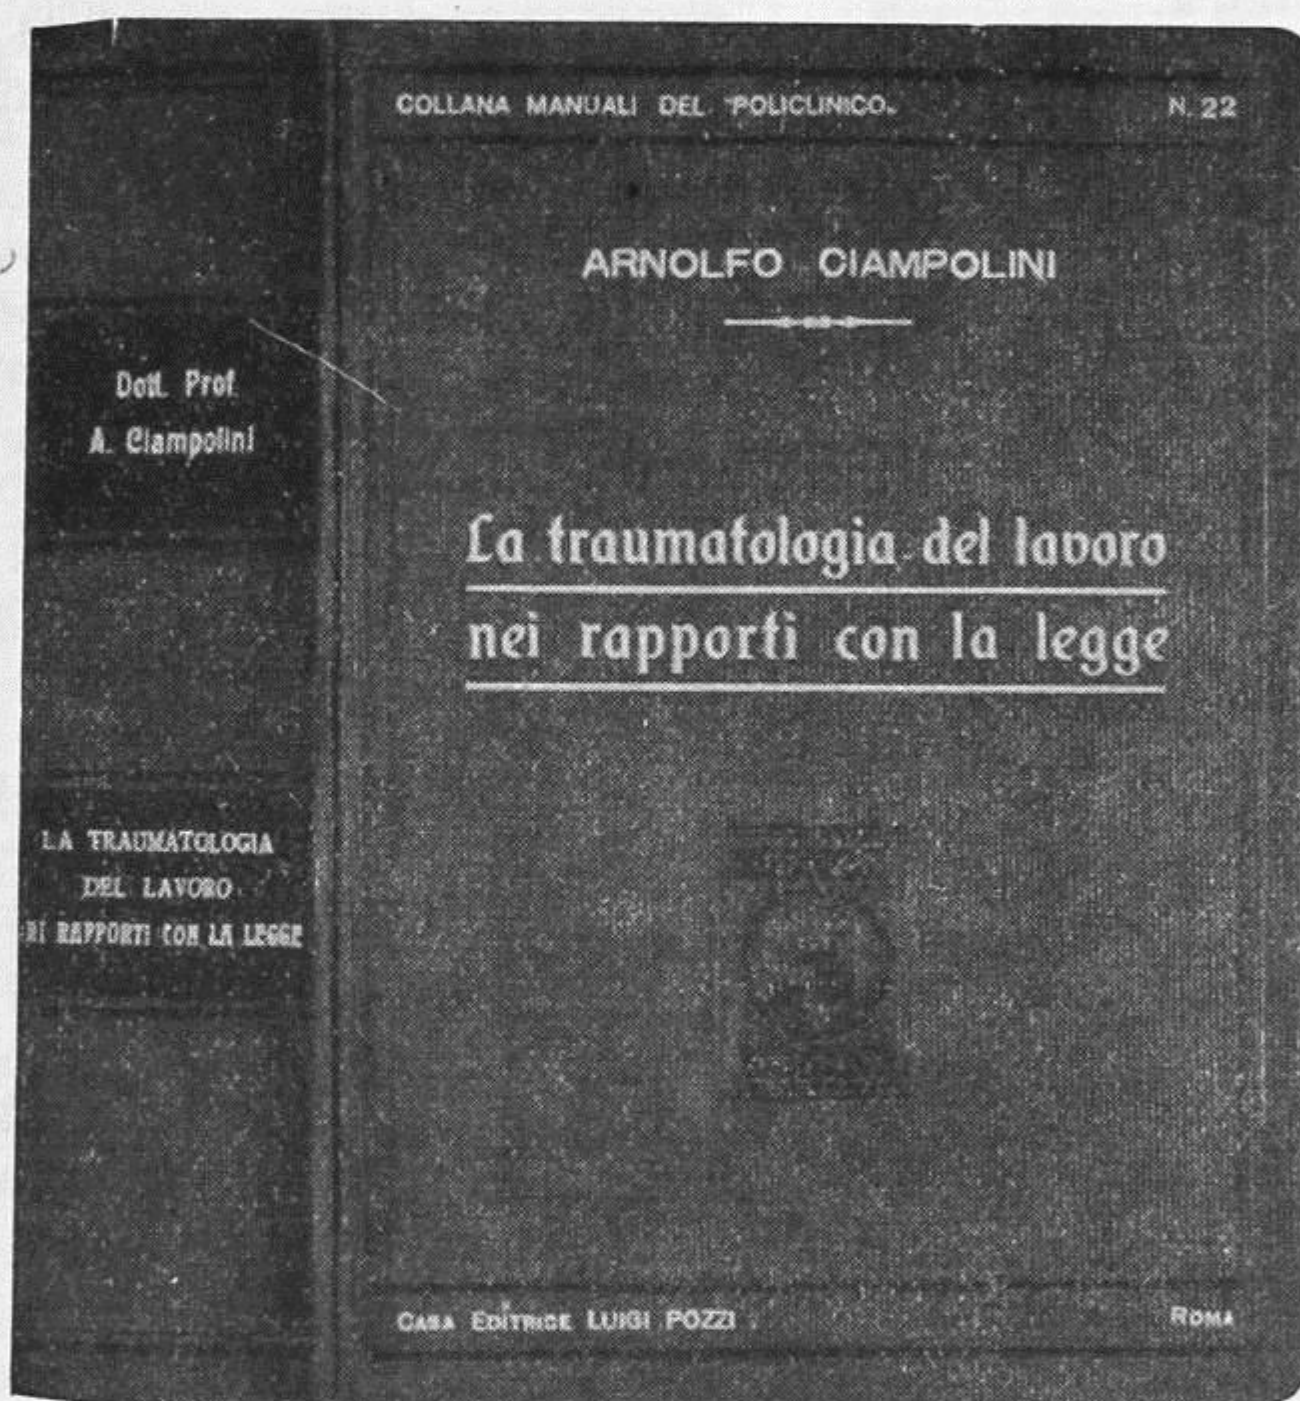 Dott. Prof.
A. Ciampolini
LA TRAUMATOLOGIA
DEL LAVORO
RAPPORTI CON LA LEGGE
COLLANA MANUALI DEL "POLICLINICO"
N. 22
ARNOLFO CIAMPOLINI
La traumatologia del lavoro
nei rapporti con la legge
CASA EDITRICE LUIGI POZZI
ROMA